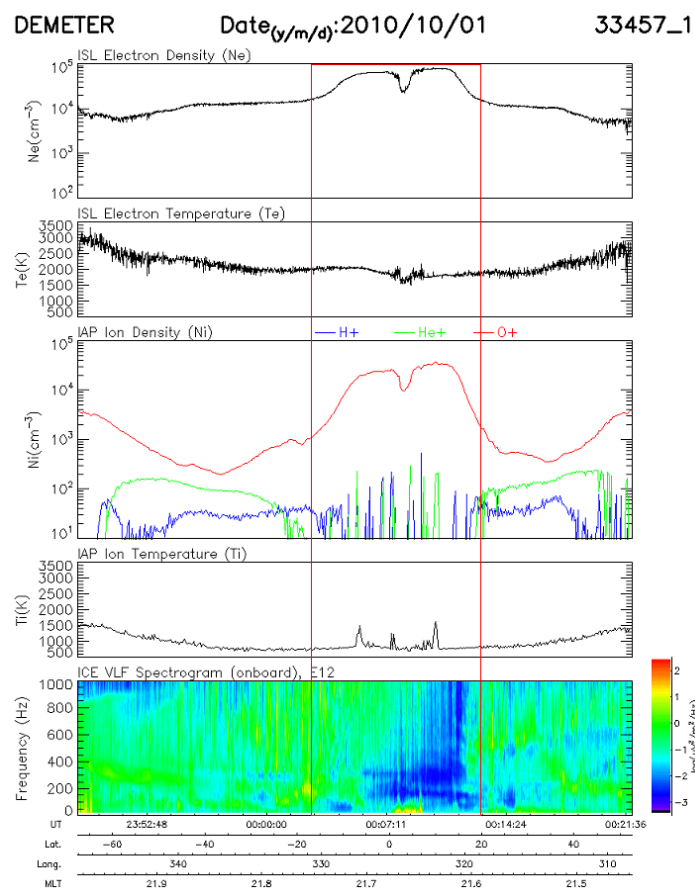 DEMETER Date(y/m/d):2010/10/01 33457_1
ISL Electron Density (Ne)
10^5
10^4
10^3
10^2
Ne(cm^-3)
ISL Electron Temperature (Te)
3500
3000
2500
2000
1500
1000
500
Te(K)
IAP Ion Density (Ni) H+ He+ O+
10^5
10^4
10^3
10^2
10^1
Ni(cm^-3)
IAP Ion Temperature (Ti)
3500
3000
2500
2000
1500
1000
500
Ti(K)
ICE VLF Spectrogram (onboard), E12
1000
800
600
400
200
0
Frequency (Hz)
2
1
0
-1
-2
-3
UT 23:52:48 00:00:00 00:07:11 00:14:24 00:21:36
Lat. -60 -40 -20 0 20 40
Long. 340 330 320 310
MLT 21.9 21.8 21.7 21.6 21.5